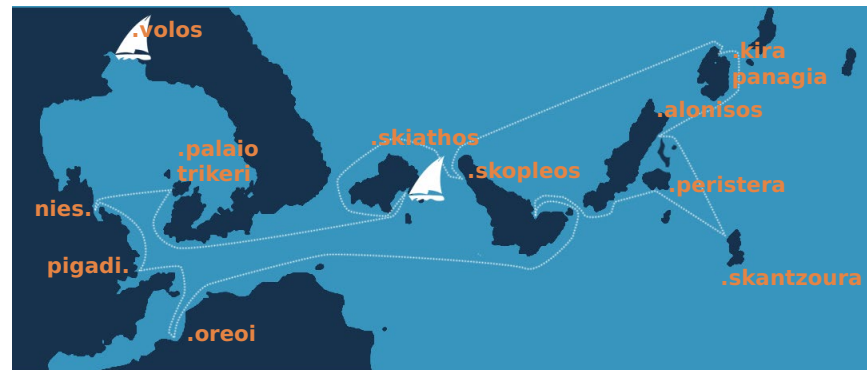 .volos
.kira
panagia
.alonisos
.skiathos
.palaio
trikeri
.skopleos
.peristera
nies.
pigadi.
.skantzoura
.oreoi